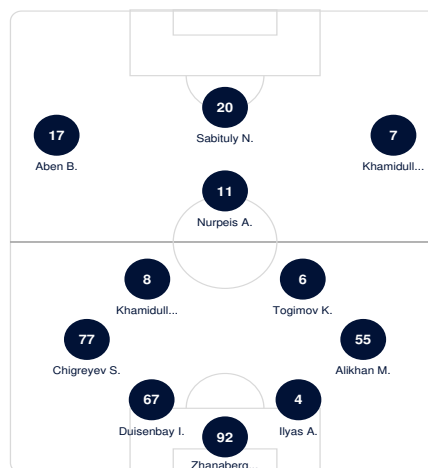 20
Sabituly N.
17
Aben B.
7
Khamidull...
11
Nurpeis A.
8
Khamidull...
6
Togimov K.
77
Chigreyev S.
55
Alikhan M.
67
Duisenbay I.
4
Ilyas A.
92
Zhanaberg...